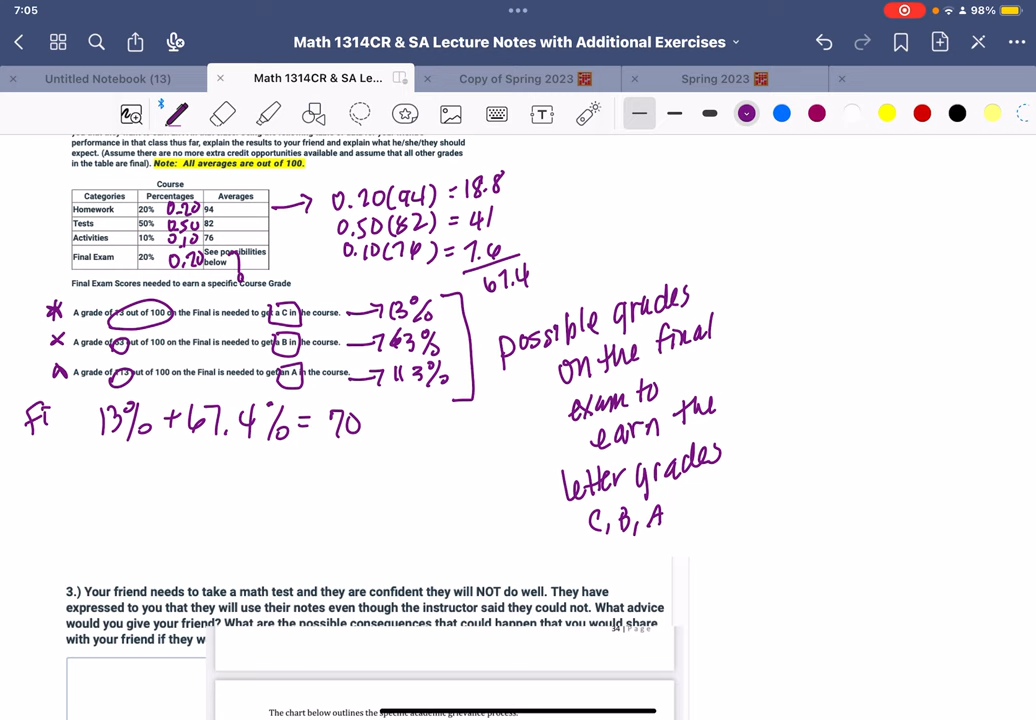 7:05
98%
Math 1314CR & SA Lecture Notes with Additional Exercises
Untitled Notebook (13)
Math 1314CR & SA Le...
Copy of Spring 2023
Spring 2023
performance in that class thus far, explain the results to your friend and explain what he/she/they should
expect. (Assume there are no more extra credit opportunities available and assume that all other grades
in the table are final). Note: All averages are out of 100.
Course
Categories Percentages Averages
Homework 20% 0.20 94
Tests 50% 0.50 82
Activities 10% 0.10 76
Final Exam 20% 0.20 See possibilities below
0.20(94) = 18.8
0.50(82) = 41
0.10(76) = 7.6
67.4
Final Exam Scores needed to earn a specific Course Grade
A grade of 13 out of 100 on the Final is needed to get a C in the course. 13%
A grade of 63 out of 100 on the Final is needed to get a B in the course. 63%
A grade of 113 out of 100 on the Final is needed to get an A in the course. 113%
possible grades
on the final
exam to
earn the
letter grades
C, B, A
13% + 67.4% = 70
3.) Your friend needs to take a math test and they are confident they will NOT do well. They have
expressed to you that they will use their notes even though the instructor said they could not. What advice
would you give your friend? What are the possible consequences that could happen that you would share
with your friend if they w
34 | Page
The chart below outlines the specific academic grievance process.